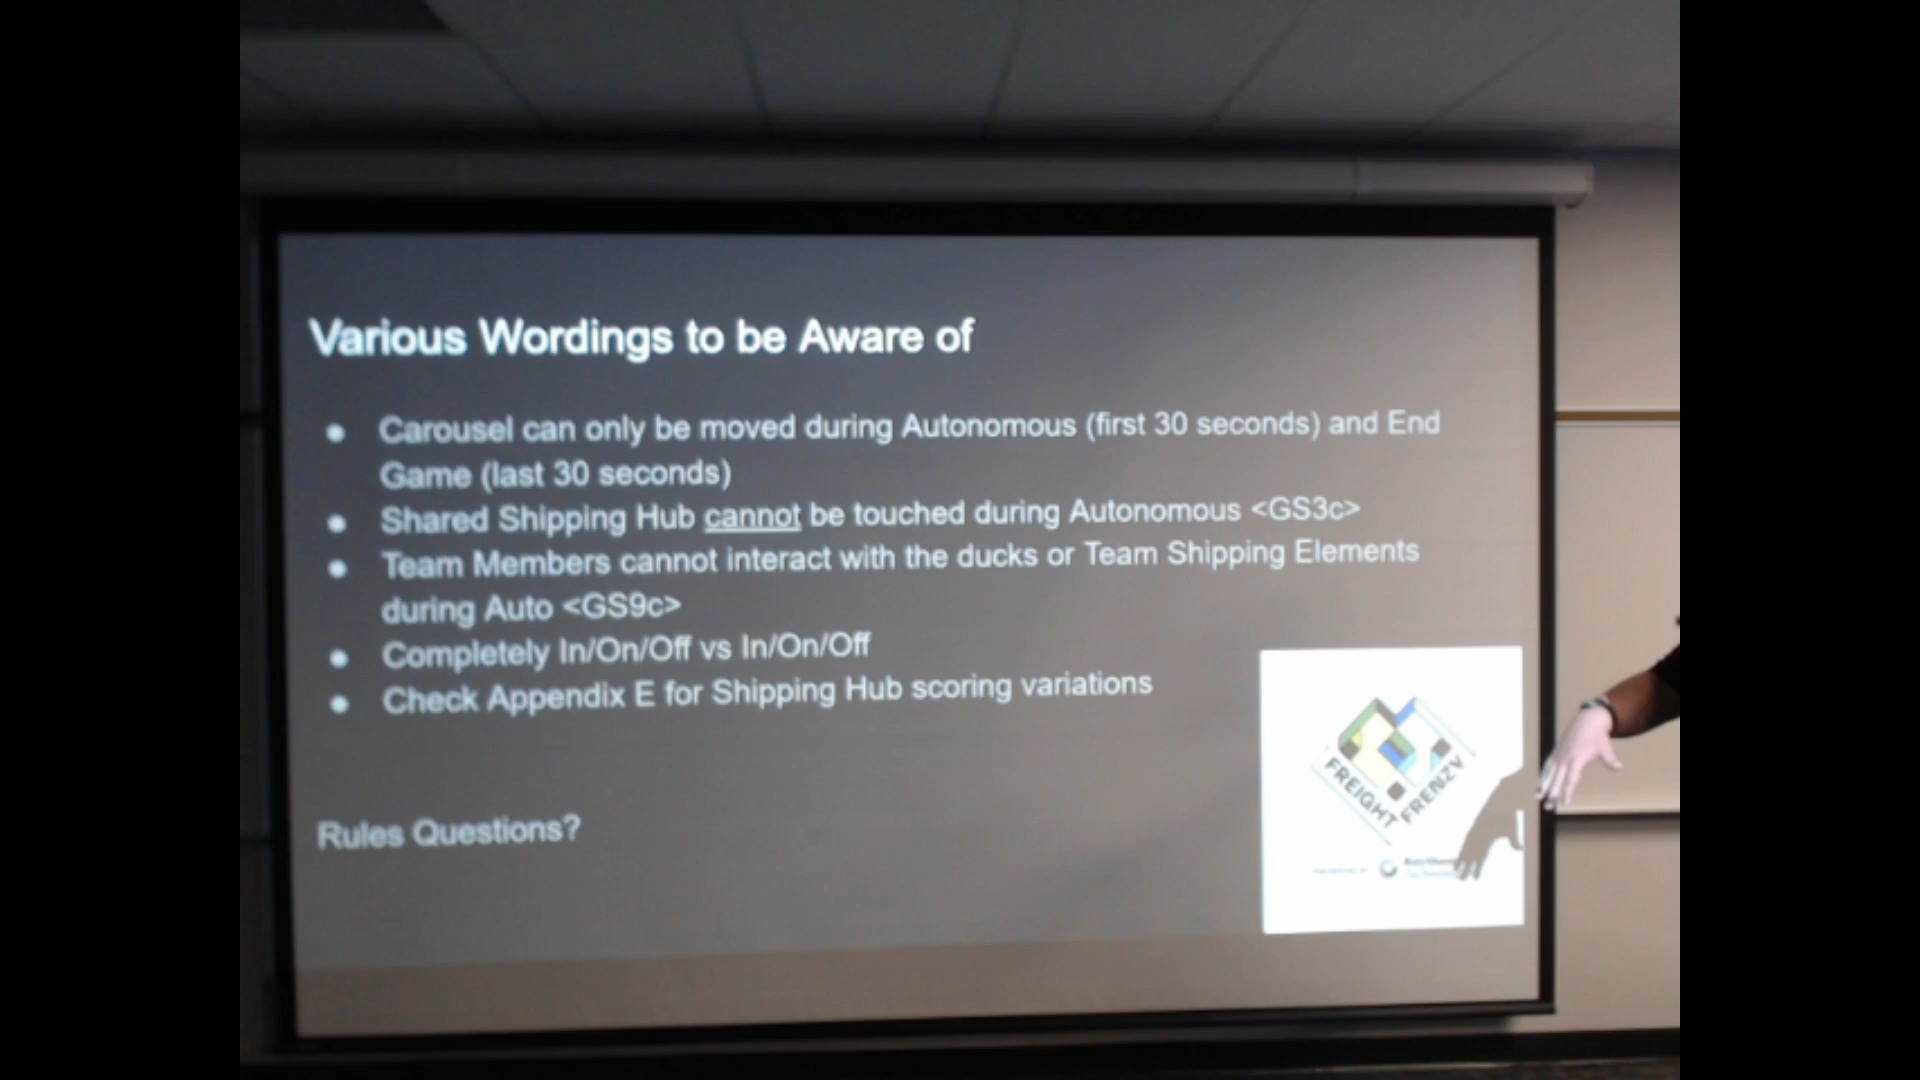 Various Wordings to be Aware of
● Carousel can only be moved during Autonomous (first 30 seconds) and End
Game (last 30 seconds)
● Shared Shipping Hub cannot be touched during Autonomous <GS3c>
● Team Members cannot interact with the ducks or Team Shipping Elements
during Auto <GS9c>
● Completely In/On/Off vs In/On/Off
● Check Appendix E for Shipping Hub scoring variations
Rules Questions?
FREIGHT FRENZY